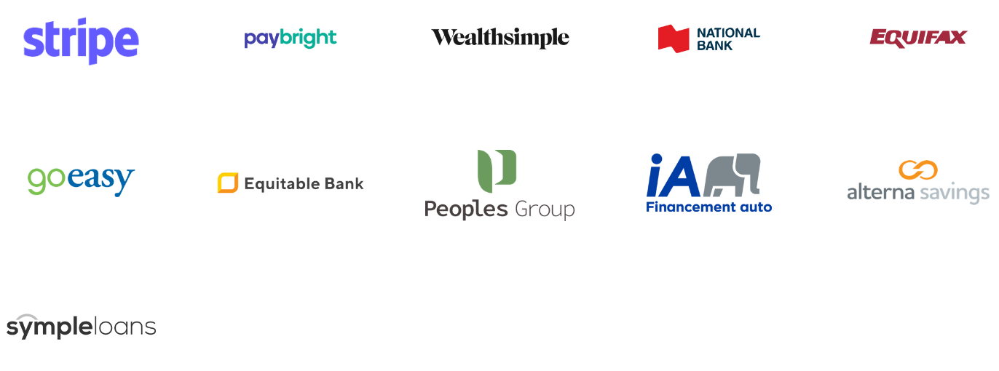 stripe
paybright
Wealthsimple
NATIONAL
BANK
EQUIFAX
goeasy
Equitable Bank
Peoples Group
iA
Financement auto
alterna savings
sympleloans